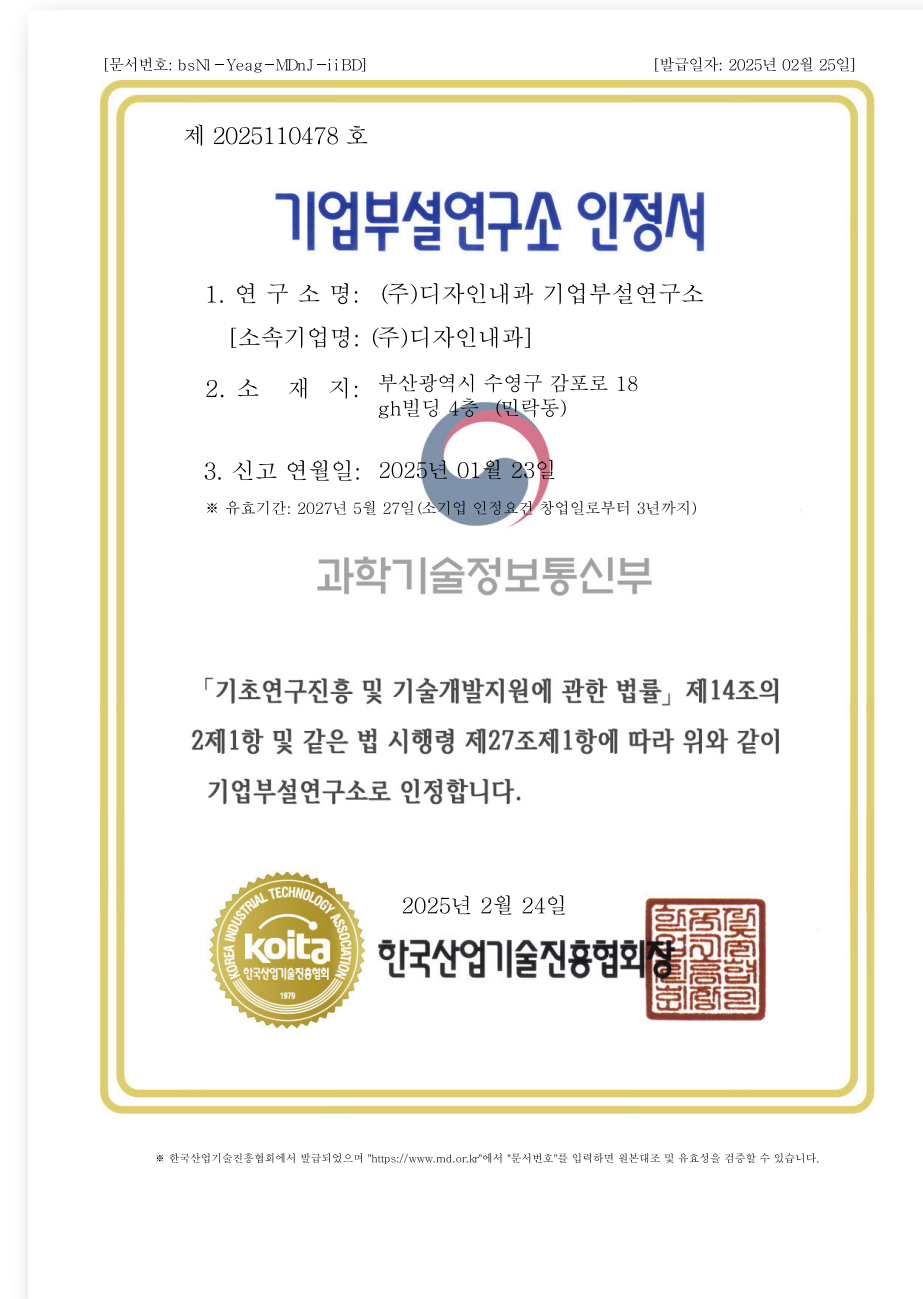 [문서번호: bsNl-Yeag-MDnJ-iiBD]
[발급일자: 2025년 02월 25일]
제 2025110478 호
기업부설연구소 인정서
1. 연 구 소 명: (주)디자인내과 기업부설연구소
[소속기업명: (주)디자인내과]
2. 소 재 지: 부산광역시 수영구 감포로 18
gh빌딩 4층 (민락동)
3. 신고 연월일: 2025년 01월 23일
※ 유효기간: 2027년 5월 27일(소기업 인정요건 창업일로부터 3년까지)
과학기술정보통신부
「기초연구진흥 및 기술개발지원에 관한 법률」 제14조의
2제1항 및 같은 법 시행령 제27조제1항에 따라 위와 같이
기업부설연구소로 인정합니다.
2025년 2월 24일
한국산업기술진흥협회장
KOREA INDUSTRIAL TECHNOLOGY ASSOCIATION
koita
한국산업기술진흥협회
1979
※ 한국산업기술진흥협회에서 발급되었으며 "https://www.rnd.or.kr"에서 "문서번호"를 입력하면 원본대조 및 유효성을 검증할 수 있습니다.